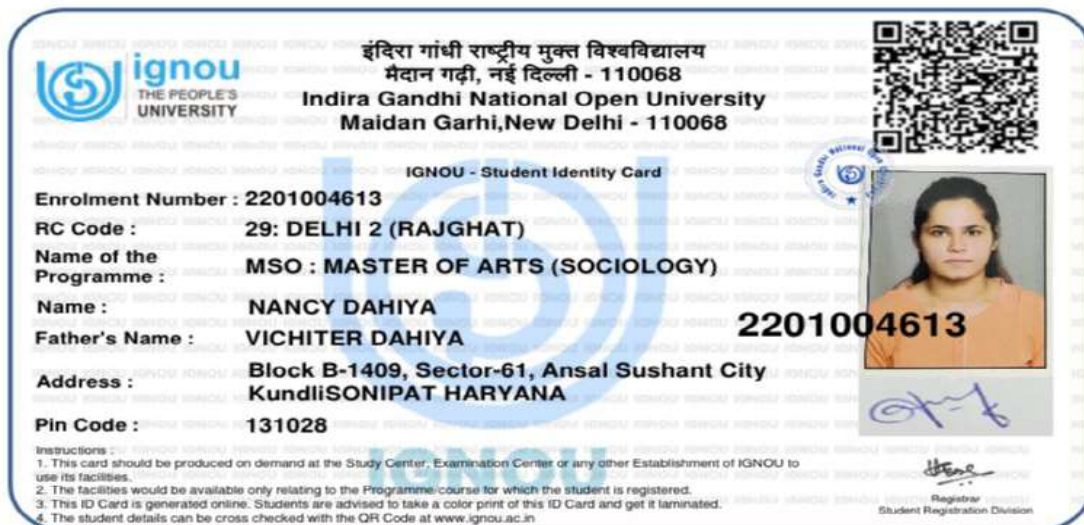 ignou
THE PEOPLE'S
UNIVERSITY
इंदिरा गांधी राष्ट्रीय मुक्त विश्वविद्यालय
मैदान गढ़ी, नई दिल्ली - 110068
Indira Gandhi National Open University
Maidan Garhi,New Delhi - 110068
IGNOU - Student Identity Card
Enrolment Number : 2201004613
RC Code : 29: DELHI 2 (RAJGHAT)
Name of the
Programme : MSO : MASTER OF ARTS (SOCIOLOGY)
Name : NANCY DAHIYA
Father's Name : VICHITER DAHIYA
2201004613
Address : Block B-1409, Sector-61, Ansal Sushant City
KundliSONIPAT HARYANA
Pin Code : 131028
IGNOU
Instructions :
1. This card should be produced on demand at the Study Center, Examination Center or any other Establishment of IGNOU to
use its facilities.
2. The facilities would be available only relating to the Programme/course for which the student is registered.
3. This ID Card is generated online. Students are advised to take a color print of this ID Card and get it laminated.
4. The student details can be cross checked with the QR Code at www.ignou.ac.in
Registrar
Student Registration Division